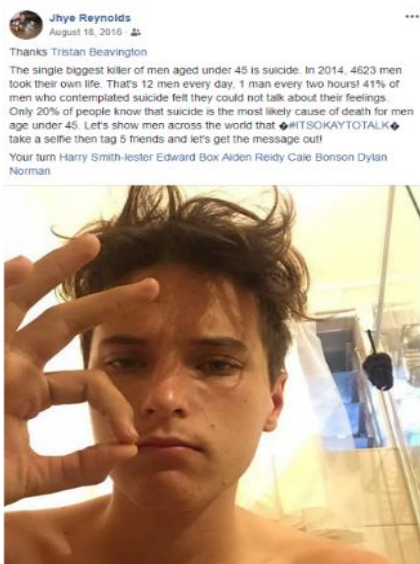 Jhye Reynolds
August 18, 2016 ·
Thanks Tristan Beavington
The single biggest killer of men aged under 45 is suicide. In 2014, 4623 men
took their own life. That's 12 men every day, 1 man every two hours! 41% of
men who contemplated suicide felt they could not talk about their feelings.
Only 20% of people know that suicide is the most likely cause of death for men
age under 45. Let's show men across the world that �#ITSOKAYTOTALK�
take a selfie then tag 5 friends and let's get the message out!
Your turn Harry Smith-lester Edward Box Aiden Reidy Cale Bonson Dylan
Norman